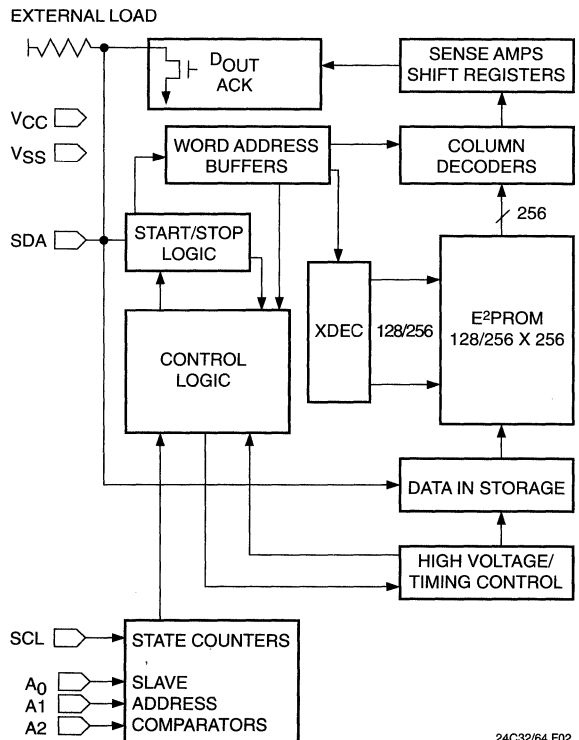 EXTERNAL LOAD
DOUT
ACK
SENSE AMPS
SHIFT REGISTERS
VCC
VSS
WORD ADDRESS
BUFFERS
COLUMN
DECODERS
256
SDA
START/STOP
LOGIC
XDEC
128/256
E²PROM
128/256 X 256
CONTROL
LOGIC
DATA IN STORAGE
HIGH VOLTAGE/
TIMING CONTROL
SCL
STATE COUNTERS
A0
SLAVE
A1
ADDRESS
A2
COMPARATORS
24C32/64 F02